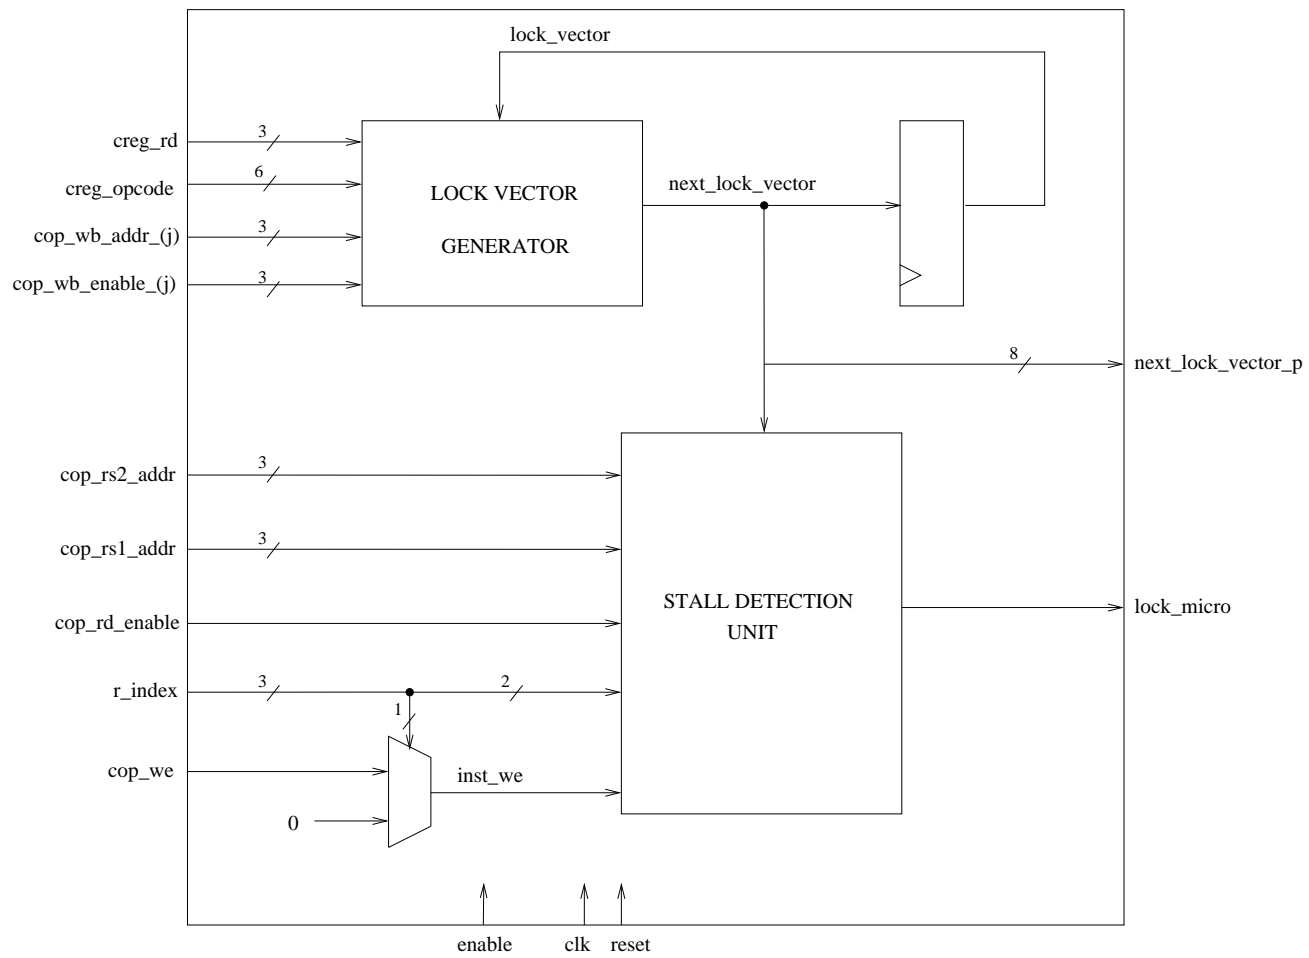 lock_vector
creg_rd
3
creg_opcode
6
cop_wb_addr_(j)
3
cop_wb_enable_(j)
3
LOCK VECTOR
GENERATOR
next_lock_vector
8
next_lock_vector_p
cop_rs2_addr
3
cop_rs1_addr
3
cop_rd_enable
r_index
3
2
1
cop_we
0
inst_we
STALL DETECTION
UNIT
lock_micro
enable
clk
reset